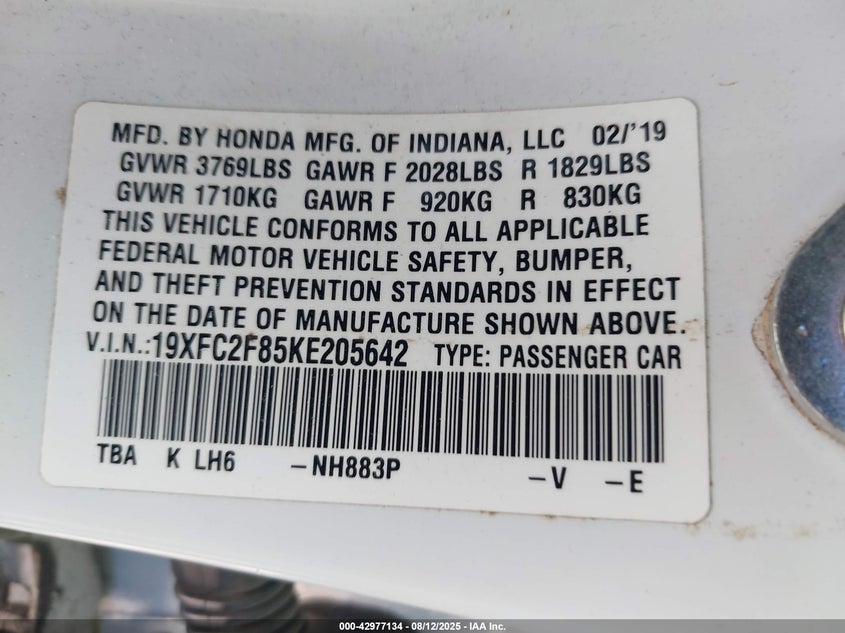 MFD. BY HONDA MFG. OF INDIANA, LLC 02/'19
GVWR 3769LBS GAWR F 2028LBS R 1829LBS
GVWR 1710KG GAWR F 920KG R 830KG
THIS VEHICLE CONFORMS TO ALL APPLICABLE
FEDERAL MOTOR VEHICLE SAFETY, BUMPER,
AND THEFT PREVENTION STANDARDS IN EFFECT
ON THE DATE OF MANUFACTURE SHOWN ABOVE.
V.I.N.:19XFC2F85KE205642 TYPE: PASSENGER CAR
TBA K LH6 -NH883P -V -E
000-42977134 - 08/12/2025 - IAA Inc.